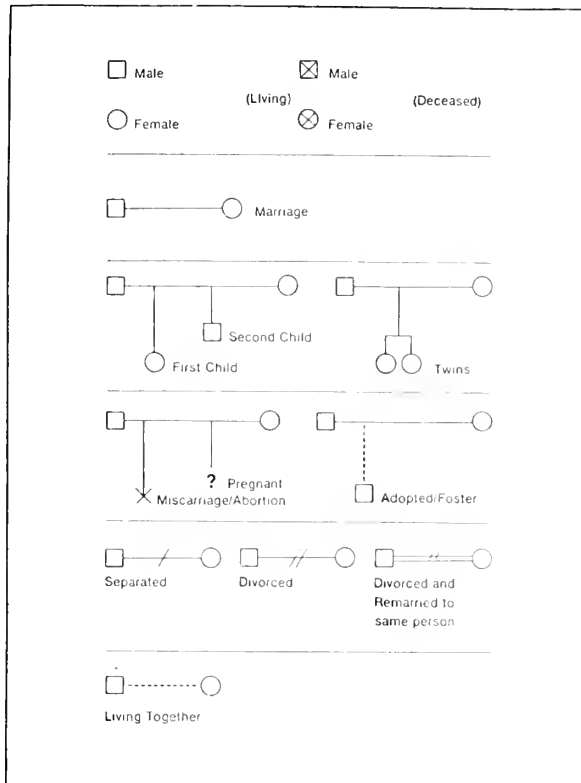 Male Male
(Living) (Deceased)
Female Female
Marriage
Second Child
First Child Twins
? Pregnant
Miscarriage/Abortion Adopted/Foster
Separated Divorced Divorced and
Remarried to
same person
Living Together